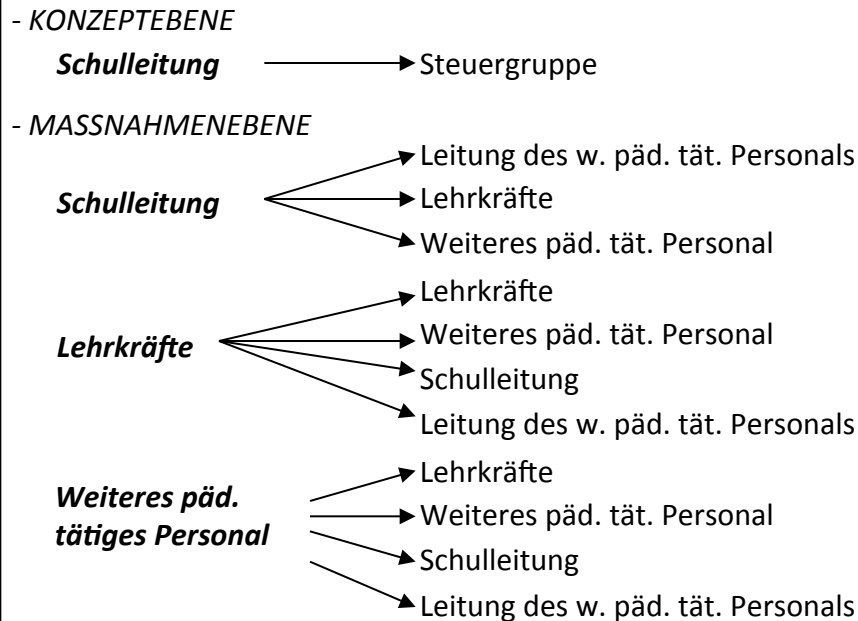 - KONZEPTEBENE
Schulleitung Steuergruppe
- MASSNAHMENEBENE
Leitung des w. päd. tät. Personals
Schulleitung Lehrkräfte
Weiteres päd. tät. Personal
Lehrkräfte
Lehrkräfte Weiteres päd. tät. Personal
Schulleitung
Leitung des w. päd. tät. Personals
Lehrkräfte
Weiteres päd.
tätiges Personal
Weiteres päd. tät. Personal
Schulleitung
Leitung des w. päd. tät. Personals